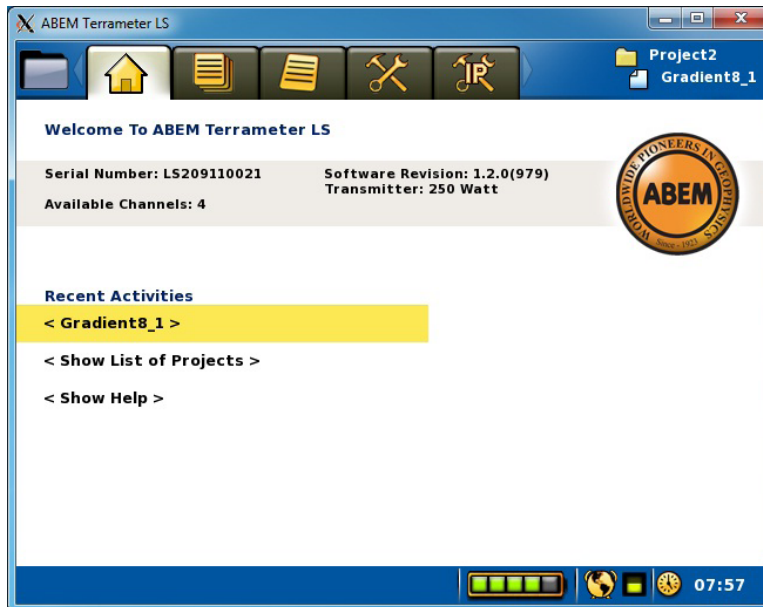 ABEM Terrameter LS
IR
Project2
Gradient8_1
Welcome To ABEM Terrameter LS
Serial Number: LS209110021
Software Revision: 1.2.0(979)
Transmitter: 250 Watt
Available Channels: 4
WORLDWIDE PIONEERS IN GEOPHYSICS
ABEM
Since - 1923
Recent Activities
< Gradient8_1 >
< Show List of Projects >
< Show Help >
07:57